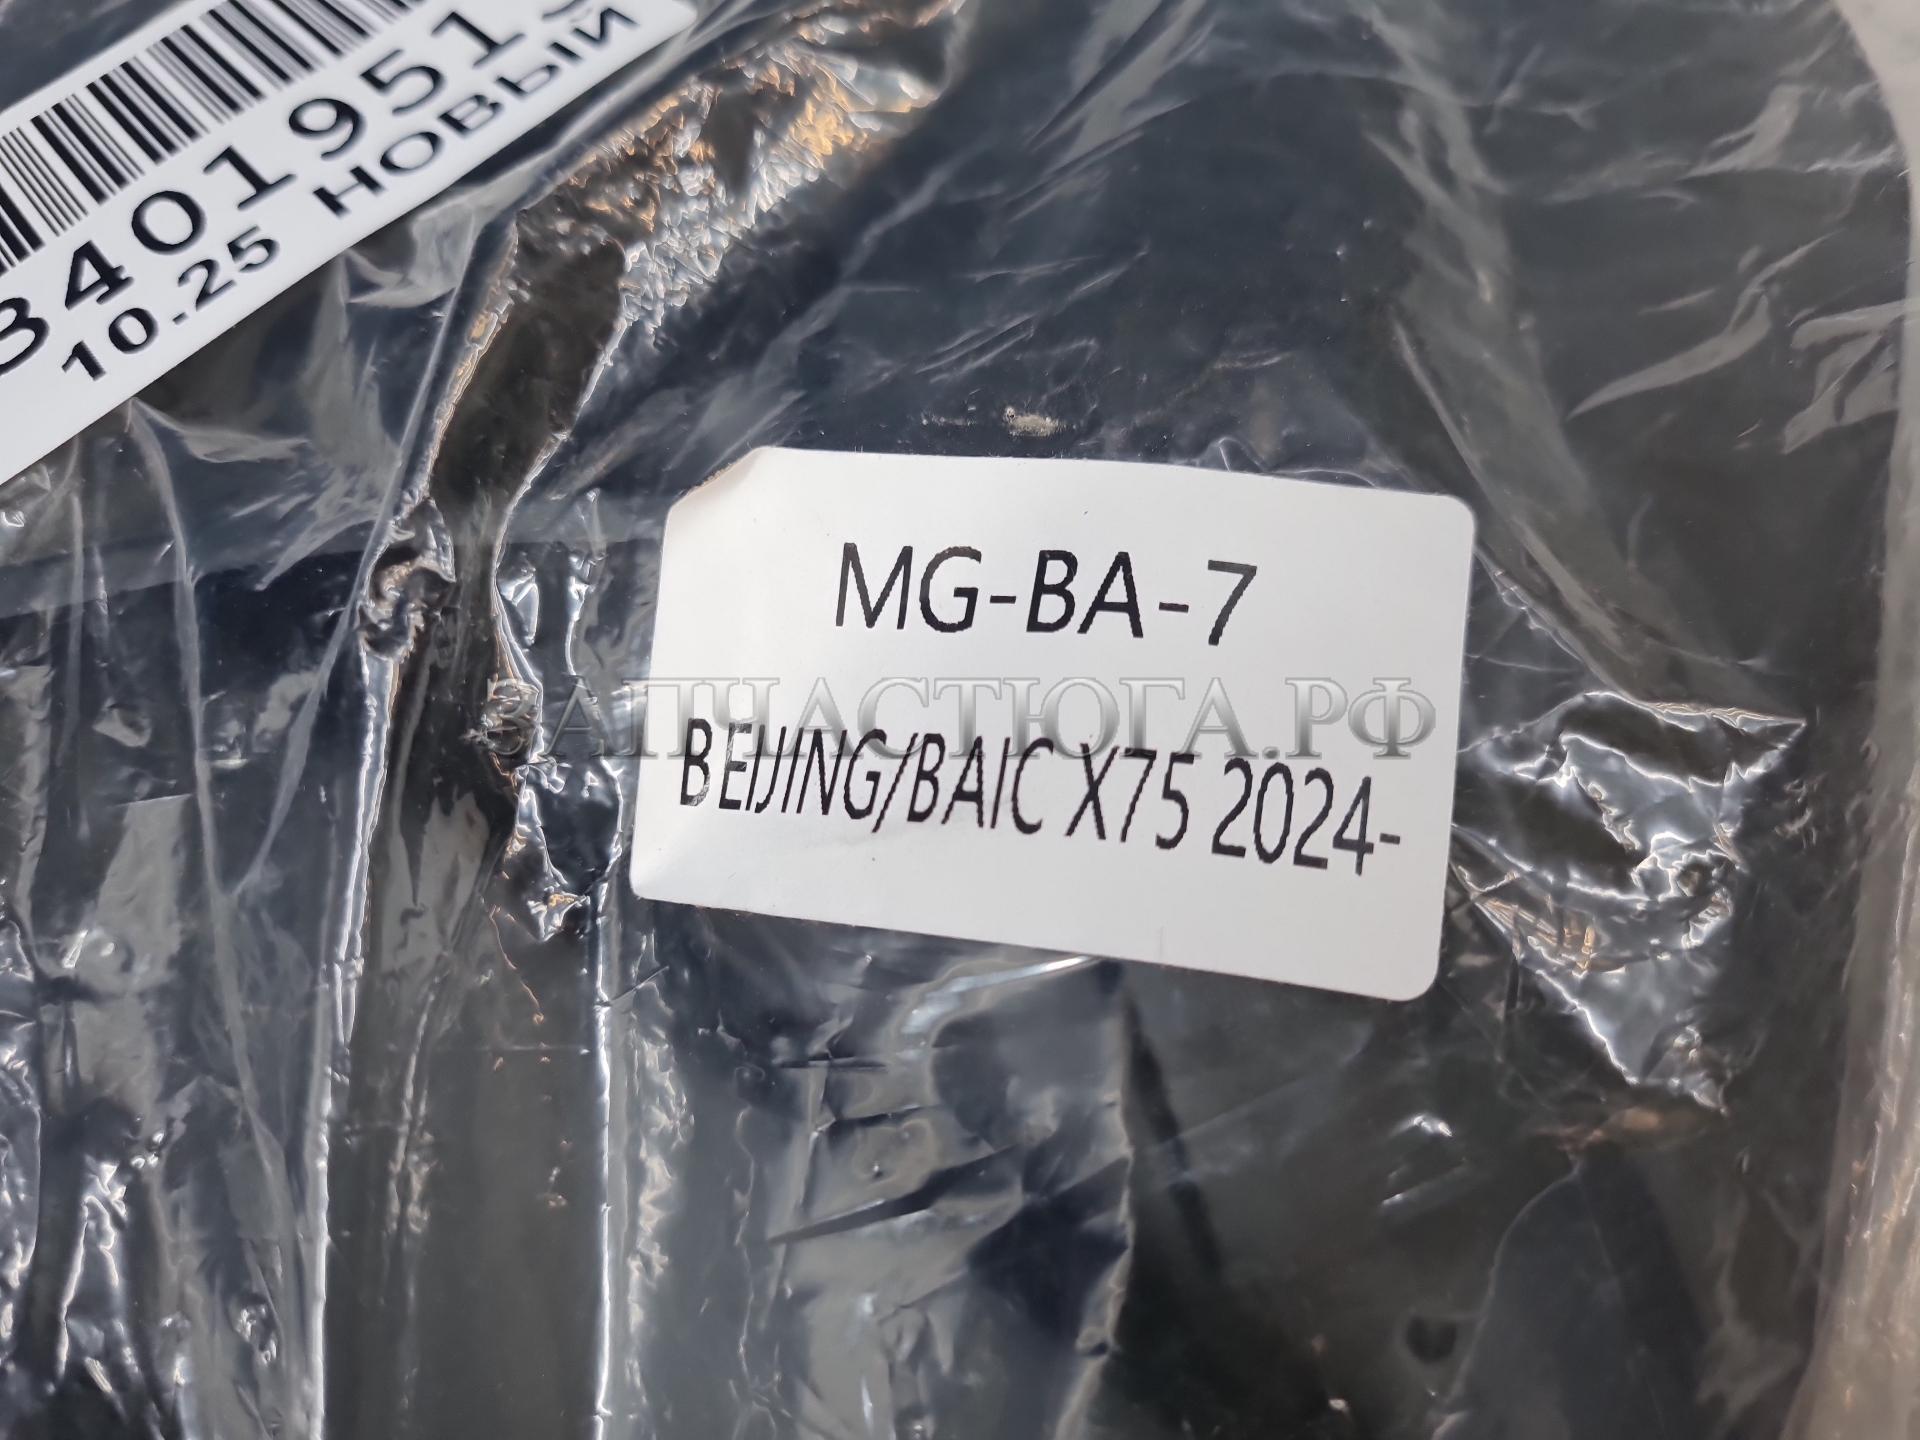 3401951
10.25 НОВЫЙ
MG-BA-7
ЗАПЧАСТЮГА.РФ
BEIJING/BAIC X75 2024-